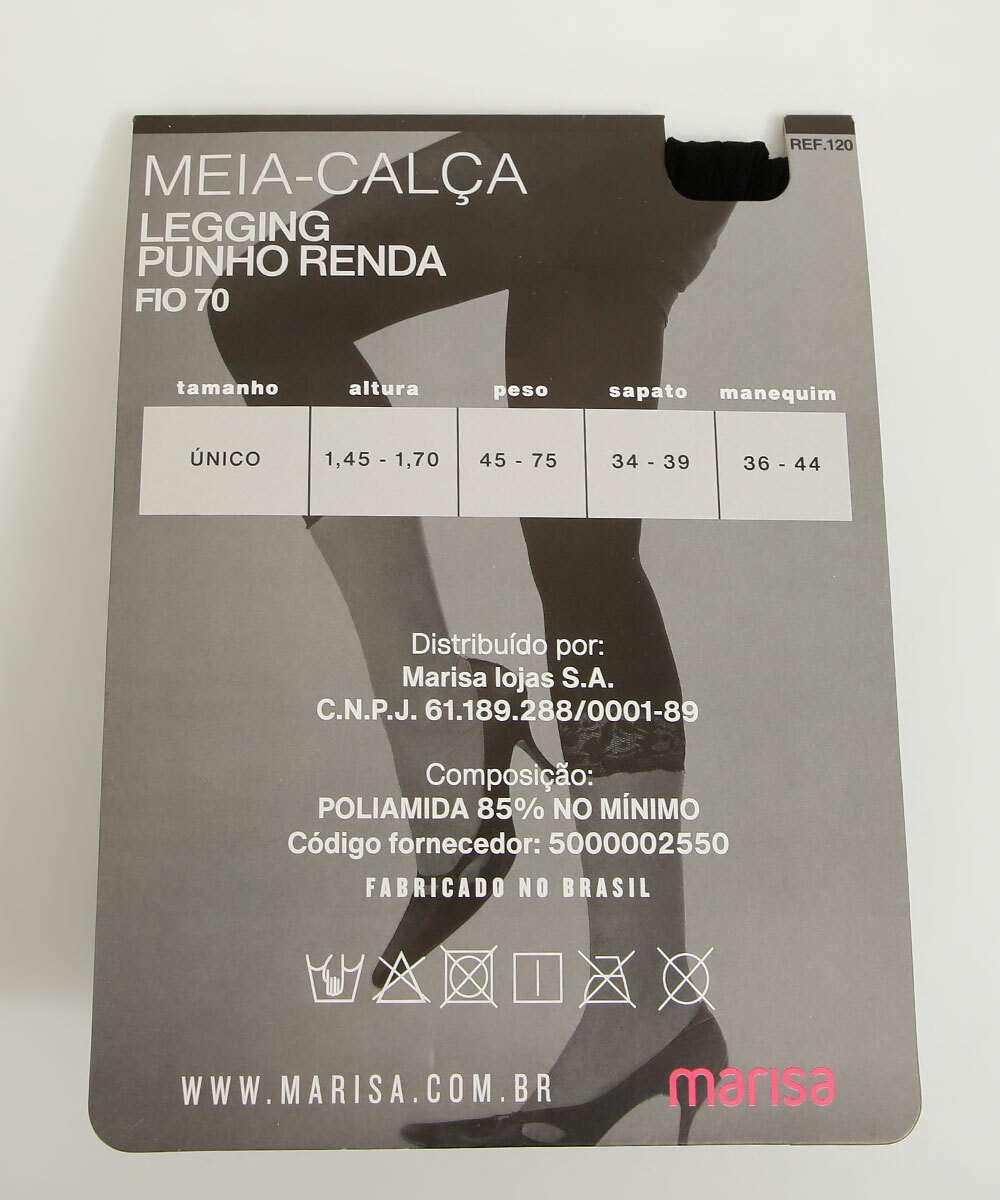 REF.120
MEIA-CALÇA
LEGGING
PUNHO RENDA
FIO 70
tamanho altura peso sapato manequim
ÚNICO 1,45 - 1,70 45 - 75 34 - 39 36 - 44
Distribuído por:
Marisa lojas S.A.
C.N.P.J. 61.189.288/0001-89
Composição:
POLIAMIDA 85% NO MÍNIMO
Código fornecedor: 5000002550
FABRICADO NO BRASIL
WWW.MARISA.COM.BR marisa